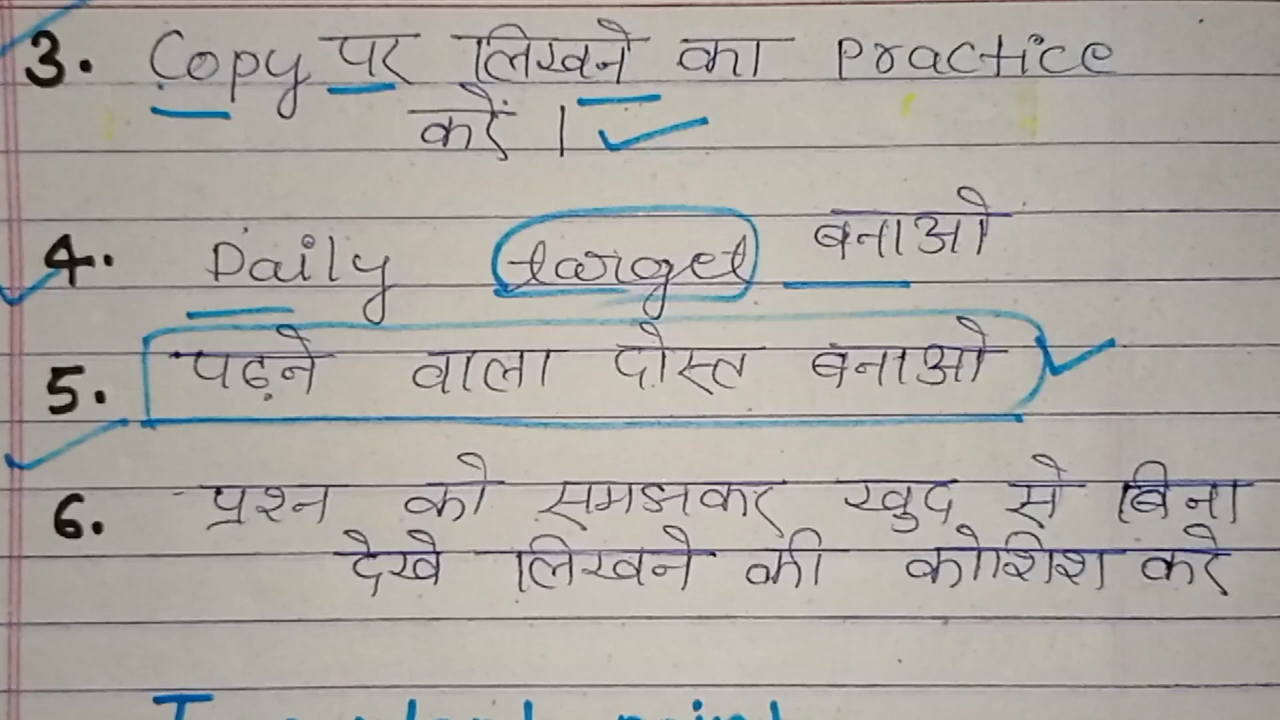 3. Copy पर लिखने का Practice
करें ।
4. Daily target बनाओ
5. पढ़ने वाला दोस्त बनाओ
6. प्रश्न को समझकर खुद से बिना
देखे लिखने की कोशिश करे